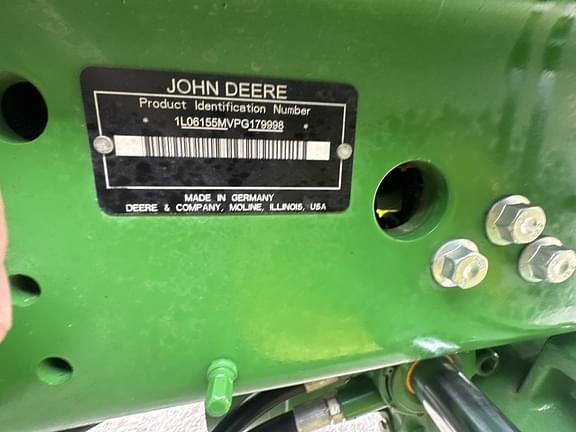 JOHN DEERE
Product Identification Number
* 1L06155MVPG179998 *
MADE IN GERMANY
DEERE & COMPANY, MOLINE, ILLINOIS, USA